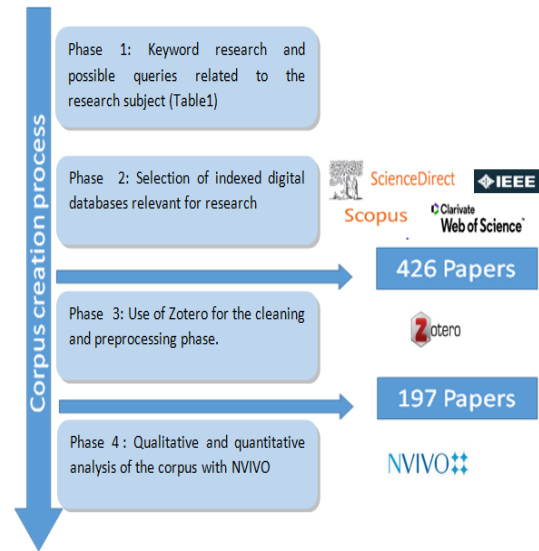 Corpus creation process
Phase 1: Keyword research and
possible queries related to the
research subject (Table1)
Phase 2: Selection of indexed digital
databases relevant for research
ScienceDirect
IEEE
Scopus
Clarivate
Web of Science™
426 Papers
Phase 3: Use of Zotero for the cleaning
and preprocessing phase.
Zotero
197 Papers
Phase 4 : Qualitative and quantitative
analysis of the corpus with NVIVO
NVIVO